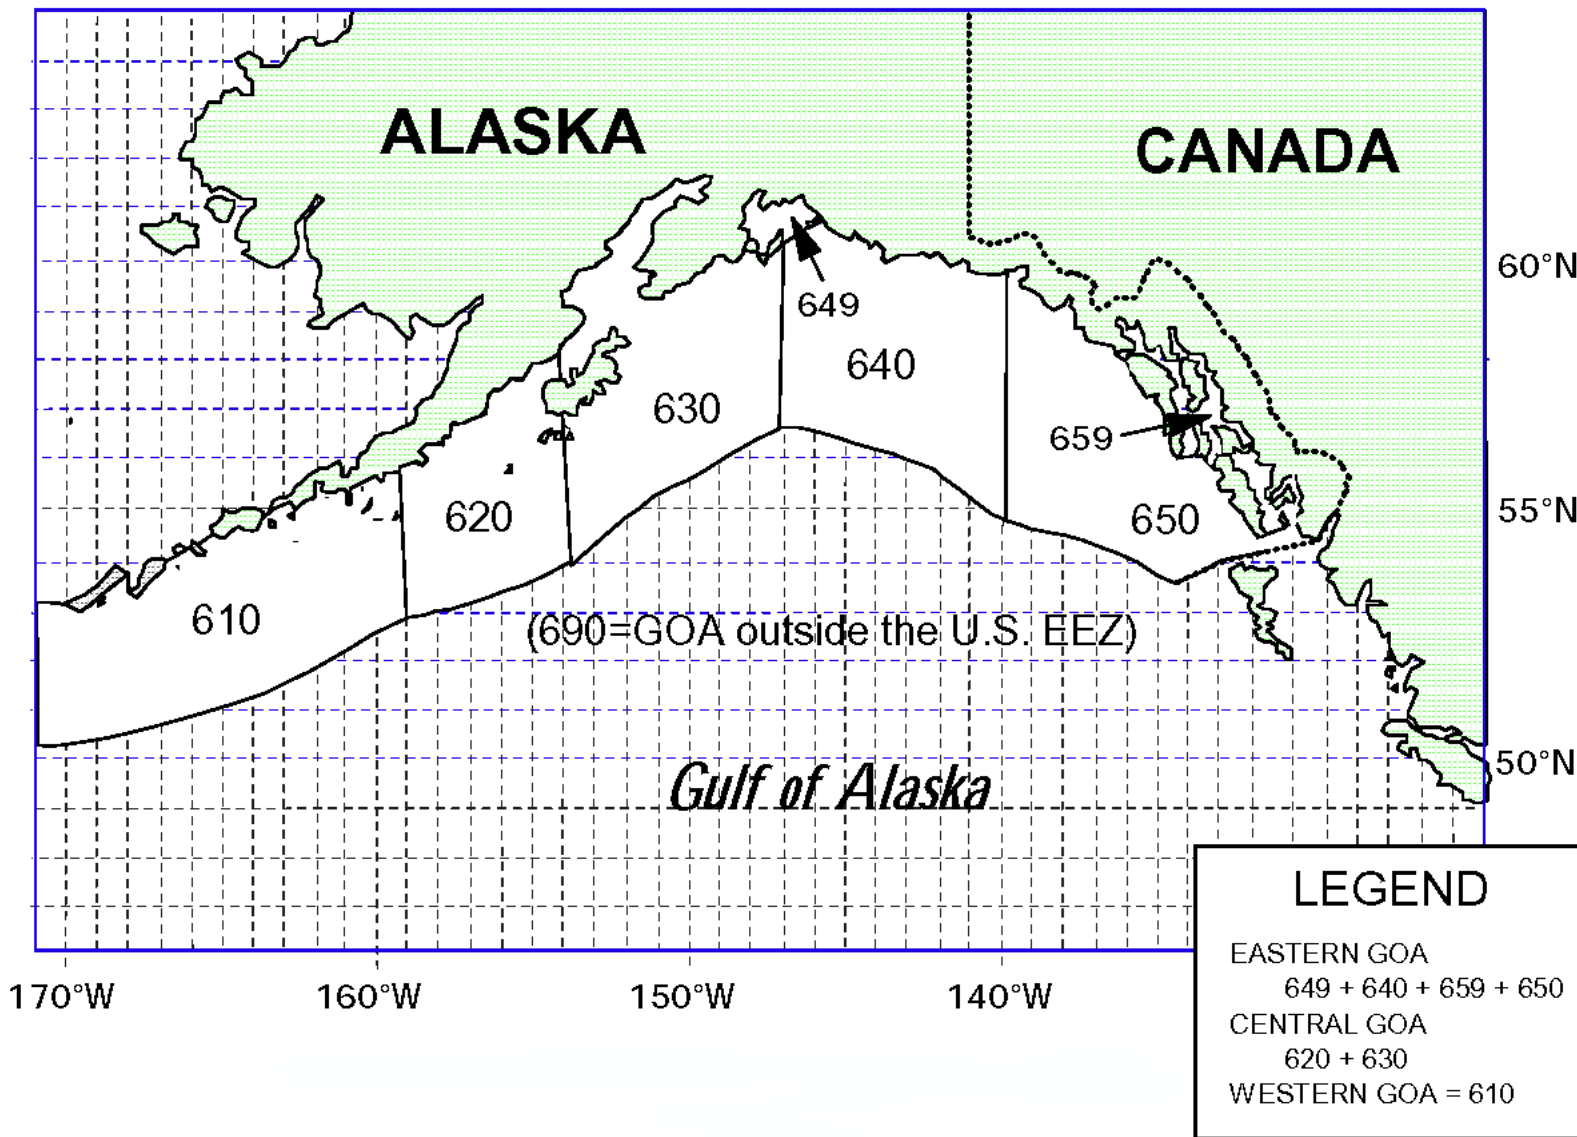 ALASKA
CANADA
60°N
649
640
630
659
620
55°N
650
610
(690=GOA outside the U.S. EEZ)
50°N
Gulf of Alaska
170°W
160°W
150°W
140°W
LEGEND
EASTERN GOA
649 + 640 + 659 + 650
CENTRAL GOA
620 + 630
WESTERN GOA = 610